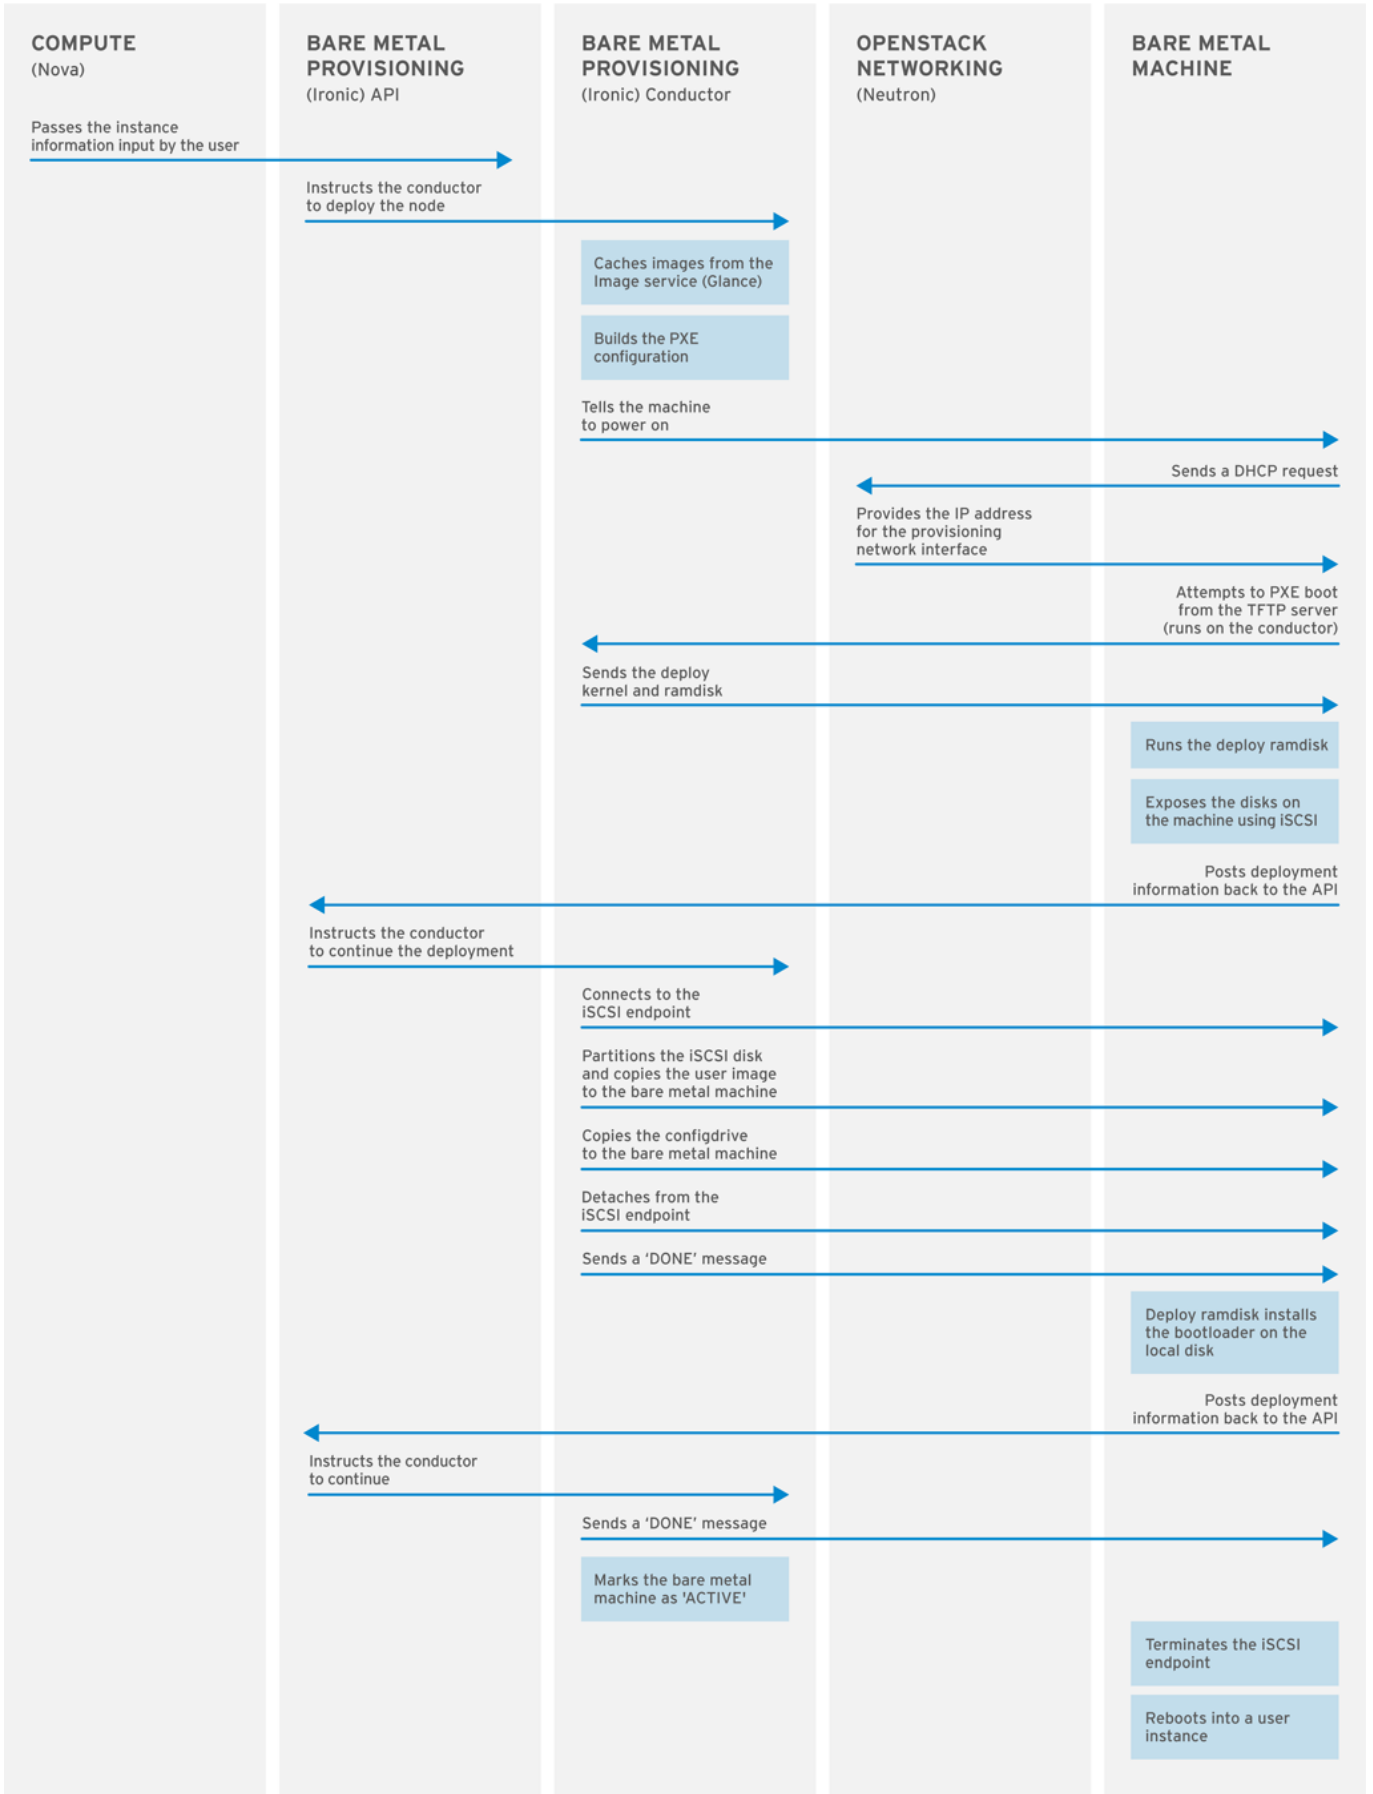 COMPUTE
(Nova)
BARE METAL
PROVISIONING
(Ironic) API
BARE METAL
PROVISIONING
(Ironic) Conductor
OPENSTACK
NETWORKING
(Neutron)
BARE METAL
MACHINE
Passes the instance
information input by the user
Instructs the conductor
to deploy the node
Caches images from the
Image service (Glance)
Builds the PXE
configuration
Tells the machine
to power on
Sends a DHCP request
Provides the IP address
for the provisioning
network interface
Attempts to PXE boot
from the TFTP server
(runs on the conductor)
Sends the deploy
kernel and ramdisk
Runs the deploy ramdisk
Exposes the disks on
the machine using iSCSI
Posts deployment
information back to the API
Instructs the conductor
to continue the deployment
Connects to the
iSCSI endpoint
Partitions the iSCSI disk
and copies the user image
to the bare metal machine
Copies the configdrive
to the bare metal machine
Detaches from the
iSCSI endpoint
Sends a ‘DONE’ message
Deploy ramdisk installs
the bootloader on the
local disk
Posts deployment
information back to the API
Instructs the conductor
to continue
Sends a ‘DONE’ message
Marks the bare metal
machine as 'ACTIVE'
Terminates the iSCSI
endpoint
Reboots into a user
instance